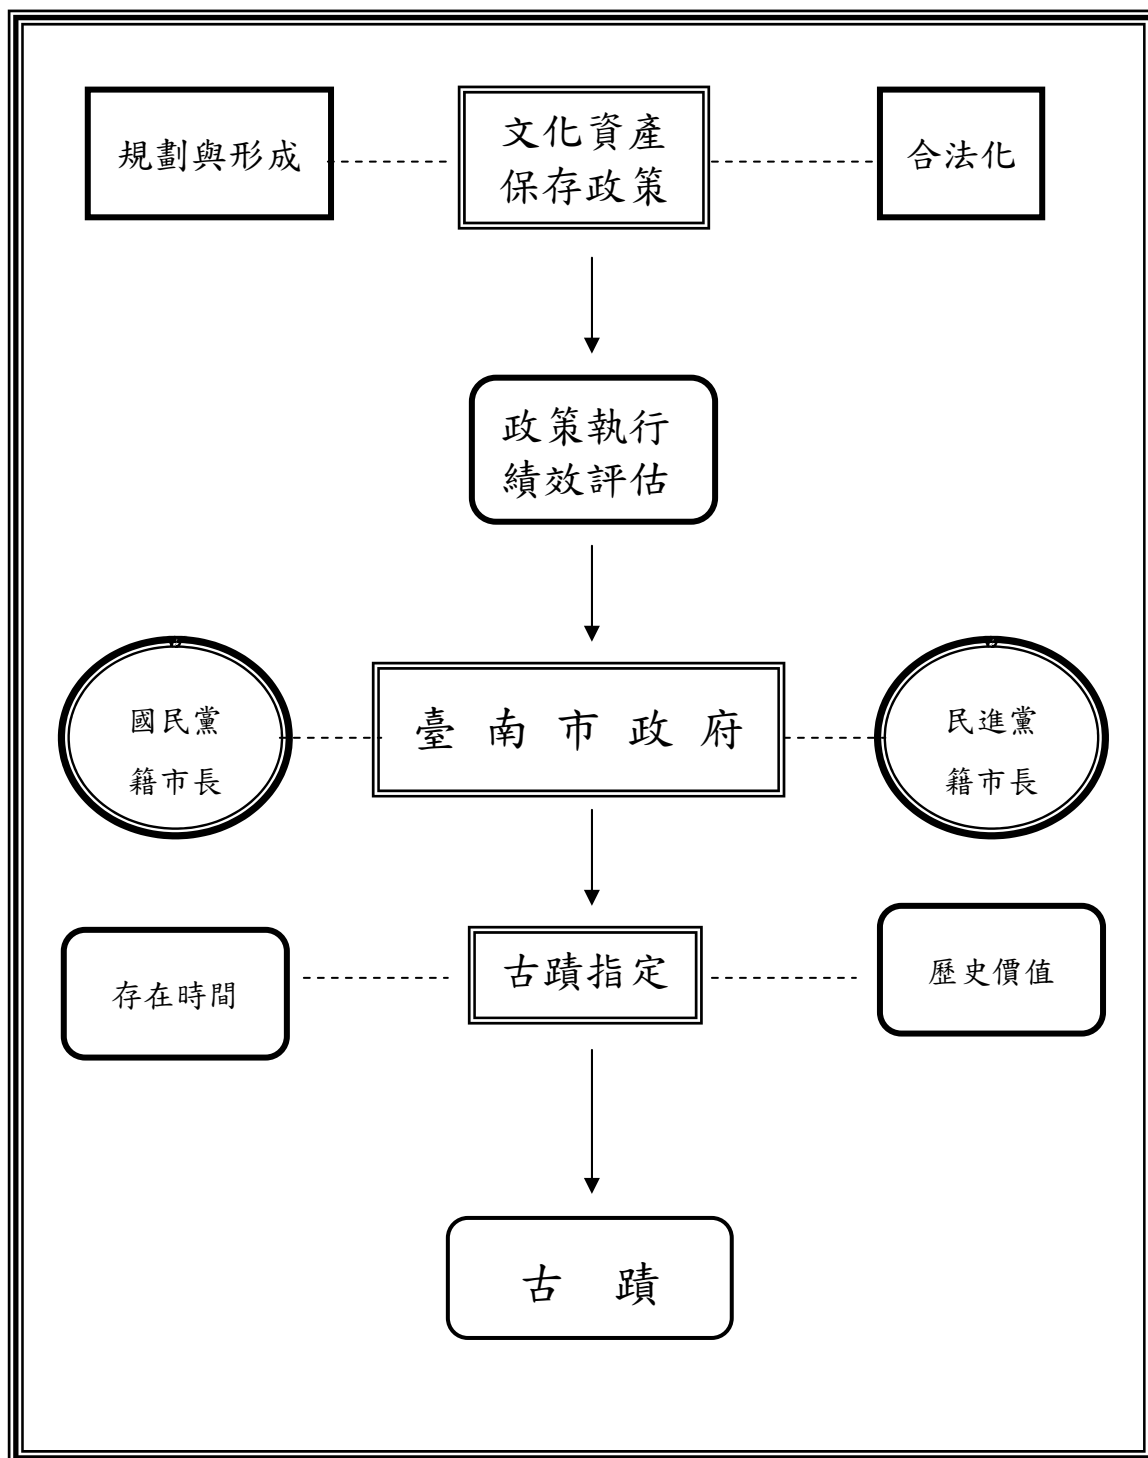 規劃與形成
文化資產
保存政策
合法化
政策執行
績效評估
國民黨
籍市長
臺南市政府
民進黨
籍市長
存在時間
古蹟指定
歷史價值
古蹟